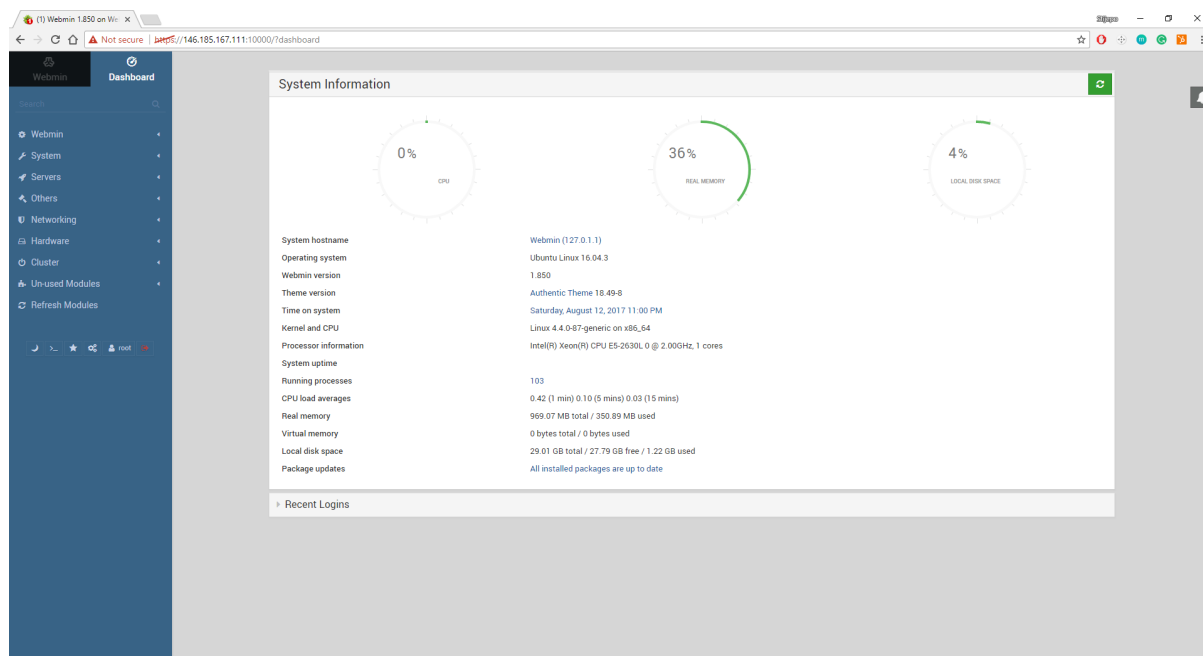 (1) Webmin 1.850 on We
Not secure | https://146.185.167.111:10000/?dashboard
Webmin
Dashboard
Search
Webmin
System
Servers
Others
Networking
Hardware
Cluster
Un-used Modules
Refresh Modules
root
System Information
0%
CPU
36%
REAL MEMORY
4%
LOCAL DISK SPACE
System hostname Webmin (127.0.1.1)
Operating system Ubuntu Linux 16.04.3
Webmin version 1.850
Theme version Authentic Theme 18.49-8
Time on system Saturday, August 12, 2017 11:00 PM
Kernel and CPU Linux 4.4.0-87-generic on x86_64
Processor information Intel(R) Xeon(R) CPU E5-2630L 0 @ 2.00GHz, 1 cores
System uptime
Running processes 103
CPU load averages 0.42 (1 min) 0.10 (5 mins) 0.03 (15 mins)
Real memory 969.07 MB total / 350.89 MB used
Virtual memory 0 bytes total / 0 bytes used
Local disk space 29.01 GB total / 27.79 GB free / 1.22 GB used
Package updates All installed packages are up to date
Recent Logins